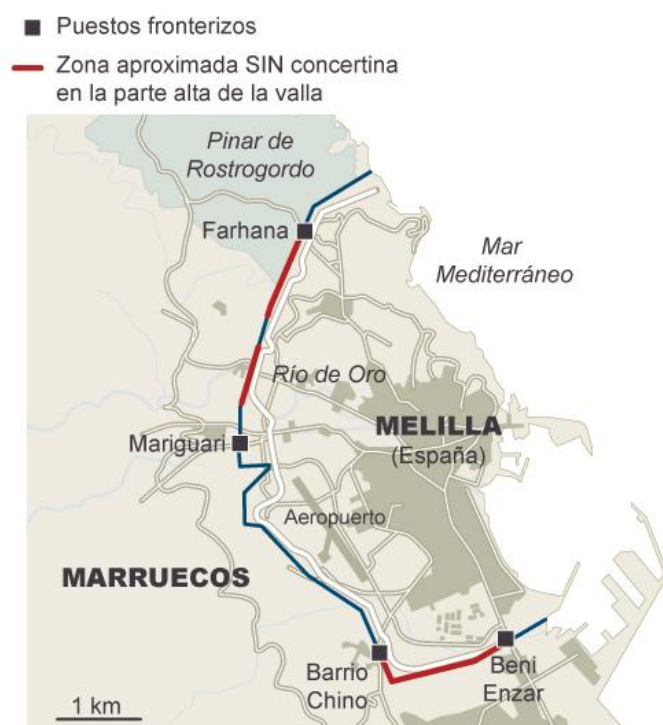 Puestos fronterizos
Zona aproximada SIN concertina
en la parte alta de la valla
Pinar de
Rostrogordo
Farhana
Mar
Mediterráneo
Río de Oro
MELILLA
(España)
Mariguari
Aeropuerto
MARRUECOS
Barrio
Chino
Beni
Enzar
1 km